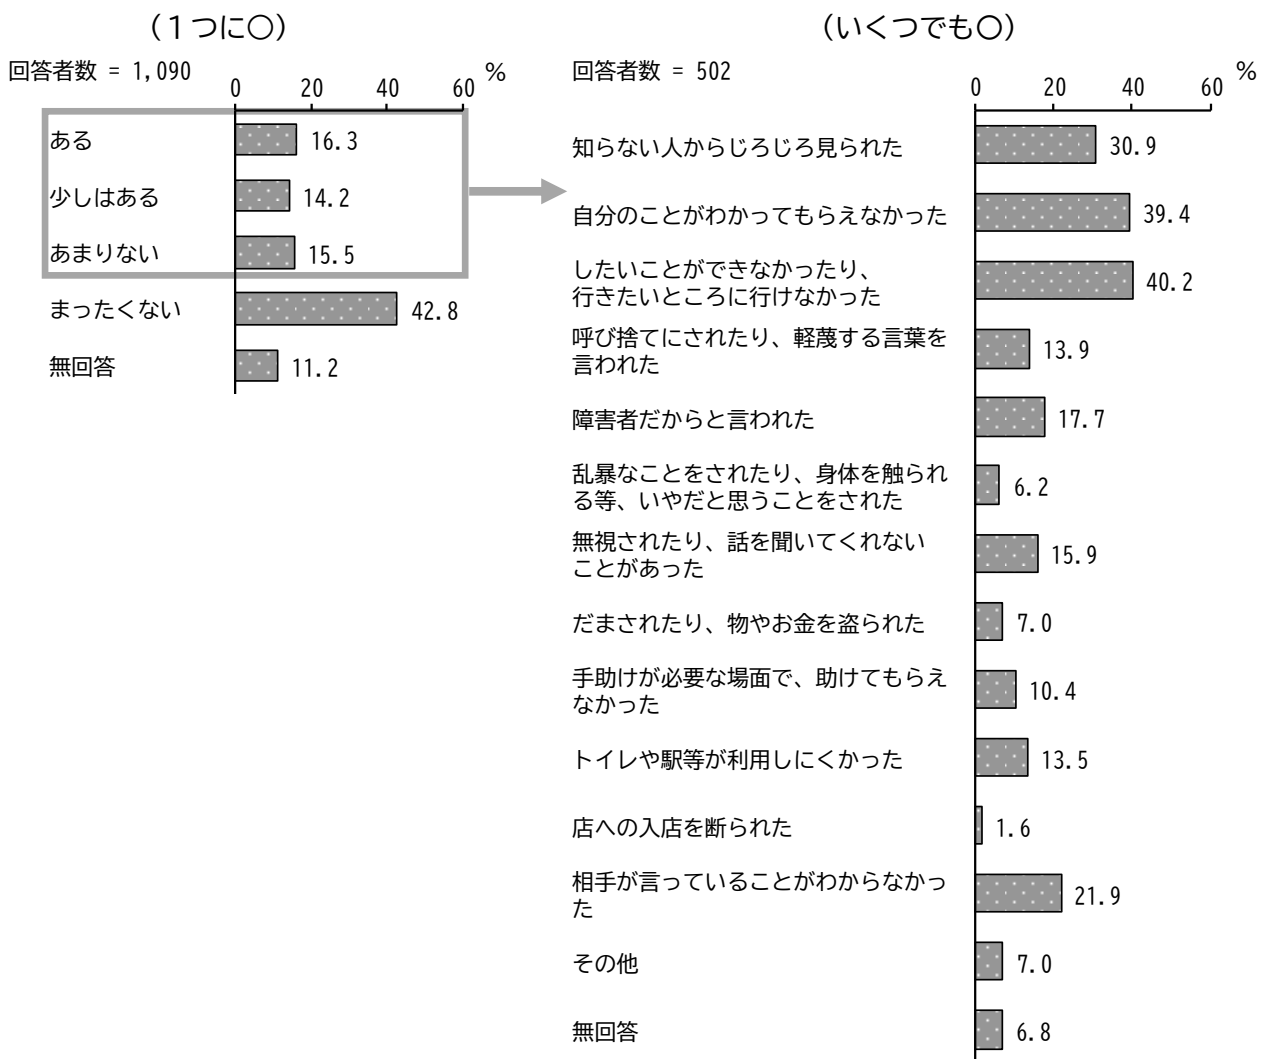 (1つに〇)
回答者数 = 1,090
0 20 40 60 %
ある 16.3
少しはある 14.2
あまりない 15.5
まったくない 42.8
無回答 11.2
(いくつでも〇)
回答者数 = 502
0 20 40 60 %
知らない人からじろじろ見られた 30.9
自分のことがわかってもらえなかった 39.4
したいことができなかったり、
行きたいところに行けなかった 40.2
呼び捨てにされたり、軽蔑する言葉を
言われた 13.9
障害者だからと言われた 17.7
乱暴なことをされたり、身体を触られ
る等、いやだと思うことをされた 6.2
無視されたり、話を聞いてくれない
ことがあった 15.9
だまされたり、物やお金を盗られた 7.0
手助けが必要な場面で、助けてもらえ
なかった 10.4
トイレや駅等が利用しにくかった 13.5
店への入店を断られた 1.6
相手が言っていることがわからなかっ
た 21.9
その他 7.0
無回答 6.8